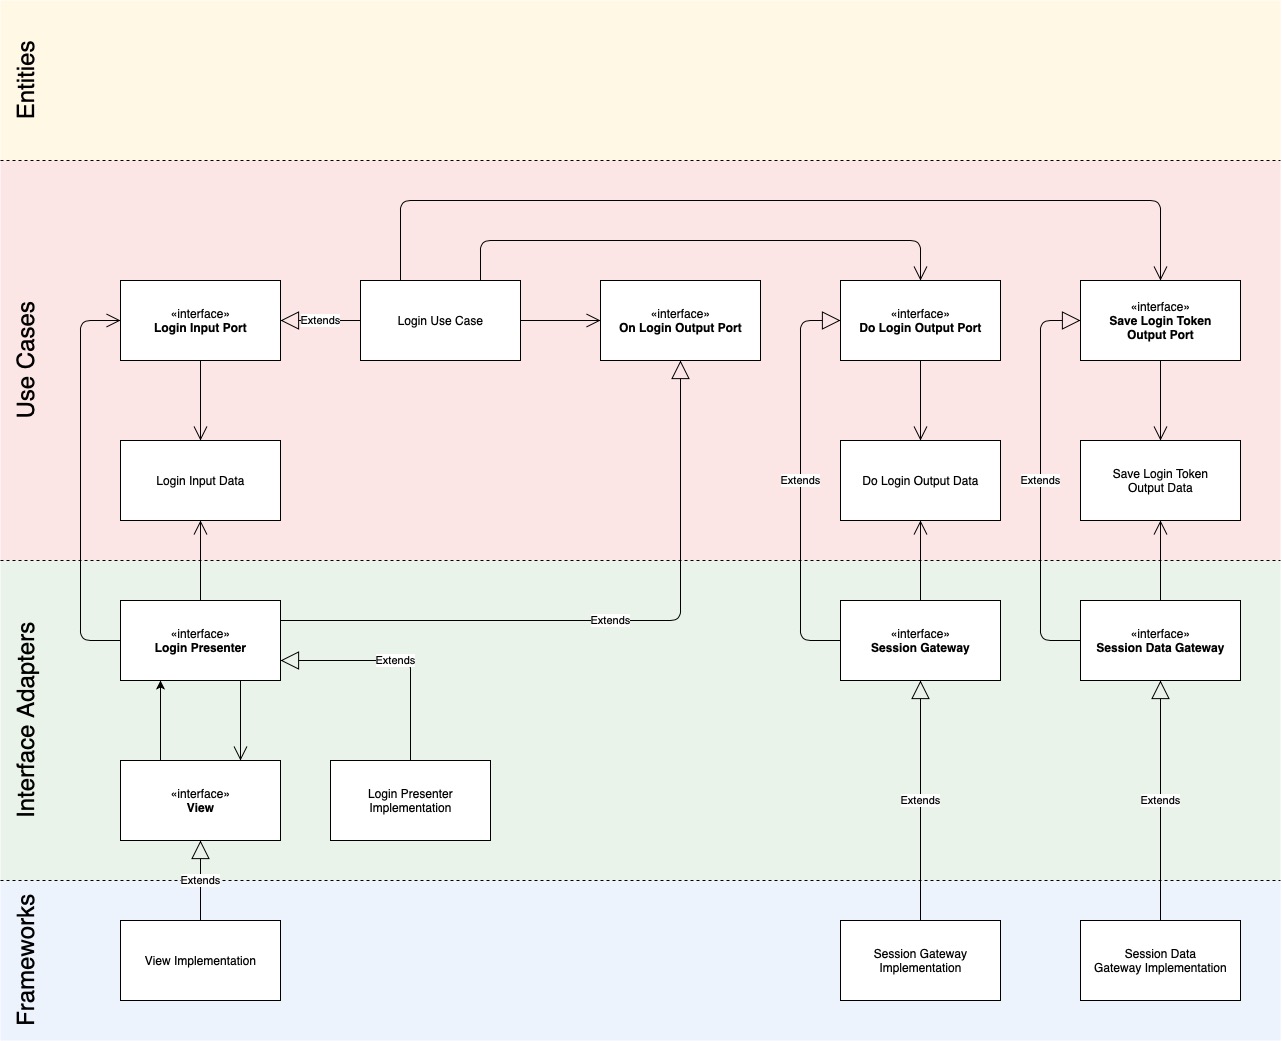 Entities
Use Cases
«interface»
Login Input Port
Extends
Login Use Case
«interface»
On Login Output Port
«interface»
Do Login Output Port
«interface»
Save Login Token
Output Port
Login Input Data
Extends
Do Login Output Data
Extends
Save Login Token
Output Data
Interface Adapters
«interface»
Login Presenter
Extends
Extends
«interface»
Session Gateway
«interface»
Session Data Gateway
«interface»
View
Login Presenter
Implementation
Extends
Extends
Extends
Frameworks
View Implementation
Session Gateway
Implementation
Session Data
Gateway Implementation